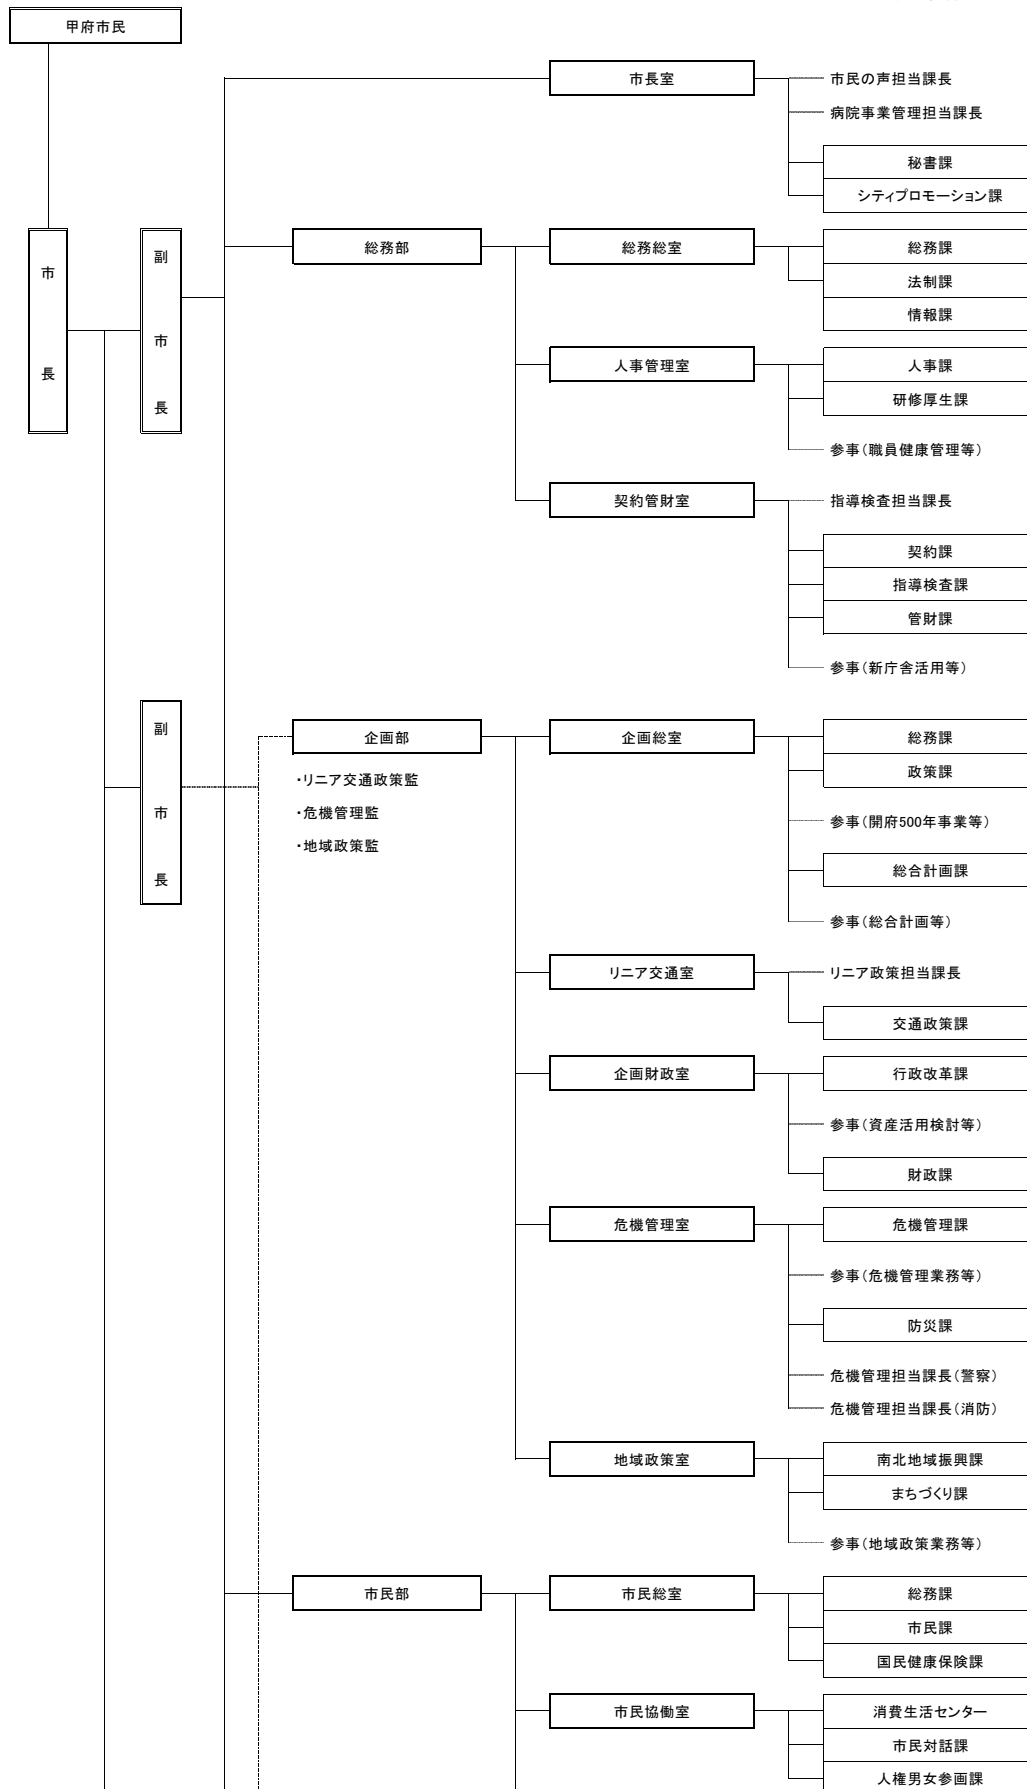 甲府市民
市長室
市民の声担当課長
病院事業管理担当課長
秘書課
シティプロモーション課
市長
副市長
総務部
総務総室
総務課
法制課
情報課
人事管理室
人事課
研修厚生課
参事(職員健康管理等)
契約管財室
指導検査担当課長
契約課
指導検査課
管財課
参事(新庁舎活用等)
副市長
企画部
・リニア交通政策監
・危機管理監
・地域政策監
企画総室
総務課
政策課
参事(開府500年事業等)
総合計画課
参事(総合計画等)
リニア交通室
リニア政策担当課長
交通政策課
企画財政室
行政改革課
参事(資産活用検討等)
財政課
危機管理室
危機管理課
参事(危機管理業務等)
防災課
危機管理担当課長(警察)
危機管理担当課長(消防)
地域政策室
南北地域振興課
まちづくり課
参事(地域政策業務等)
市民部
市民総室
総務課
市民課
国民健康保険課
市民協働室
消費生活センター
市民対話課
人権男女参画課